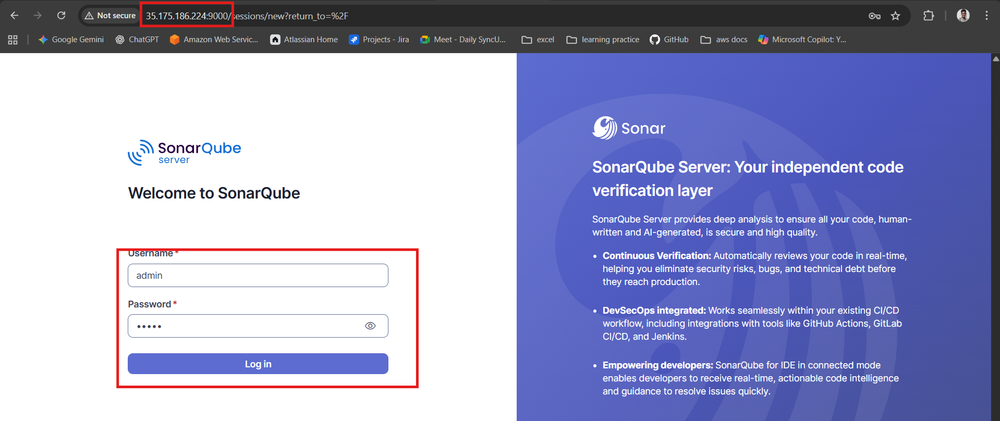 Not secure
35.175.186.224:9000/sessions/new?return_to=%2F
Google Gemini
ChatGPT
Amazon Web Servic...
Atlassian Home
Projects - Jira
Meet - Daily SyncU...
excel
learning practice
GitHub
aws docs
Microsoft Copilot: Y...
SonarQube
server
Welcome to SonarQube
Username *
admin
Password *
•••••
Log in
Sonar
SonarQube Server: Your independent code
verification layer
SonarQube Server provides deep analysis to ensure all your code, human-
written and AI-generated, is secure and high quality.
• Continuous Verification: Automatically reviews your code in real-time,
helping you eliminate security risks, bugs, and technical debt before
they reach production.
• DevSecOps integrated: Works seamlessly within your existing CI/CD
workflow, including integrations with tools like GitHub Actions, GitLab
CI/CD, and Jenkins.
• Empowering developers: SonarQube for IDE in connected mode
enables developers to receive real-time, actionable code intelligence
and guidance to resolve issues quickly.